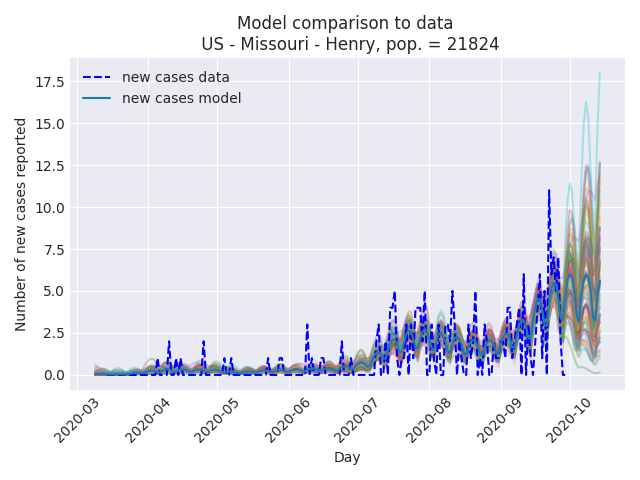 Model comparison to data
US - Missouri - Henry, pop. = 21824
new cases data
new cases model
Number of new cases reported
17.5
15.0
12.5
10.0
7.5
5.0
2.5
0.0
2020-03
2020-04
2020-05
2020-06
2020-07
2020-08
2020-09
2020-10
Day